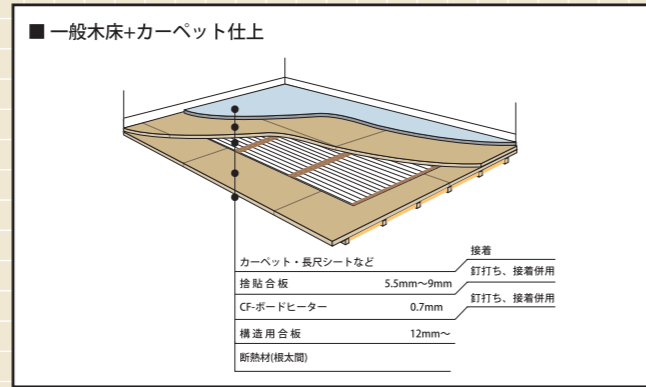 ■ 一般木床+カーペット仕上
接着
カーペット・長尺シートなど
釘打ち、接着併用
捨貼合板 5.5mm〜9mm
釘打ち、接着併用
CF-ボードヒーター 0.7mm
構造用合板 12mm〜
断熱材(根太間)